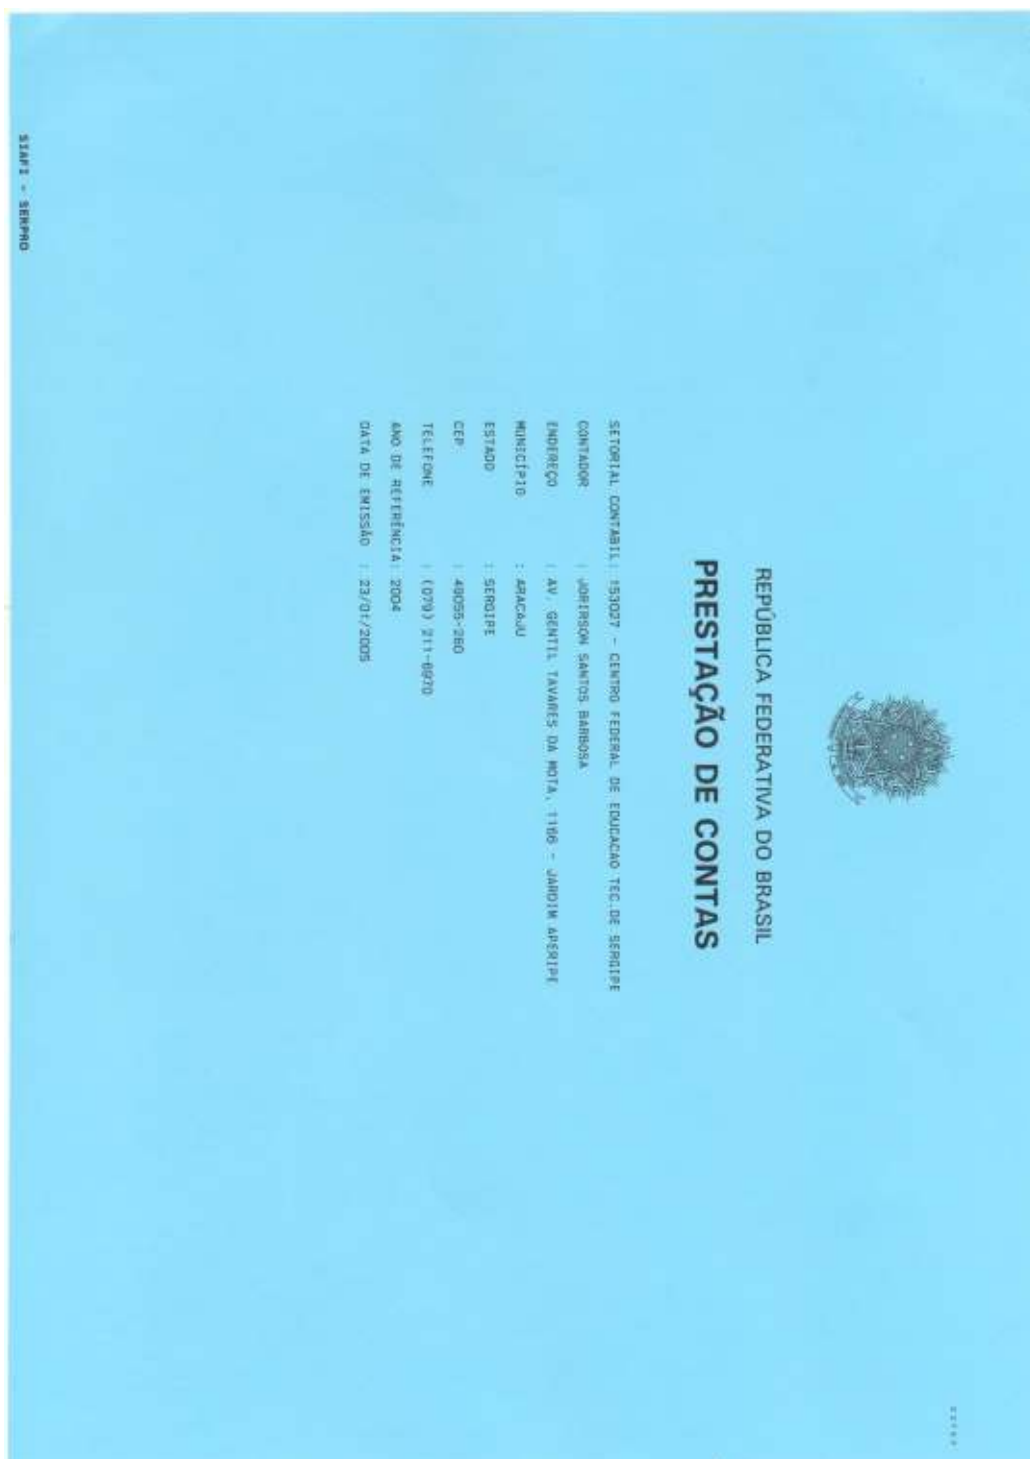 REPÚBLICA FEDERATIVA DO BRASIL
PRESTAÇÃO DE CONTAS
SETORIAL CONTABIL: 153027 - CENTRO FEDERAL DE EDUCACAO TEC.DE SERGIPE
CONTADOR : JORIRSON SANTOS BARBOSA
ENDEREÇO : AV. GENTIL TAVARES DA MOTA, 1166 - JARDIM APERIPE
MUNICÍPIO : ARACAJU
ESTADO : SERGIPE
CEP : 49055-260
TELEFONE : (079) 211-6970
ANO DE REFERÊNCIA: 2004
DATA DE EMISSÃO : 23/01/2005
SIAFI - SERPRO